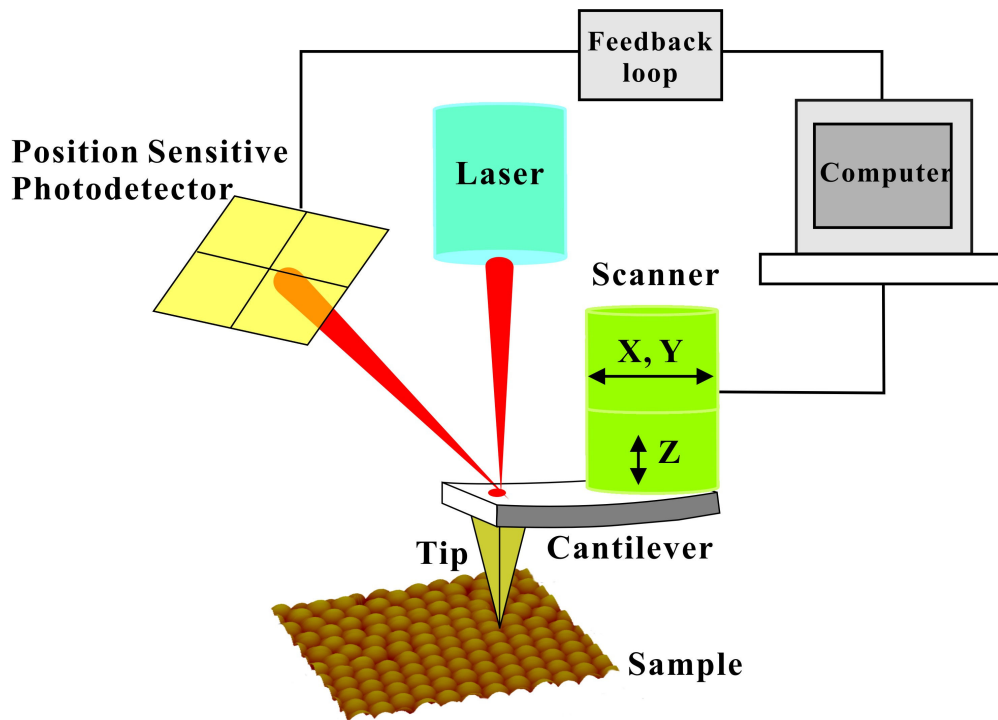 Feedback
loop
Position Sensitive
Photodetector
Laser
Computer
Scanner
X, Y
Z
Tip
Cantilever
Sample